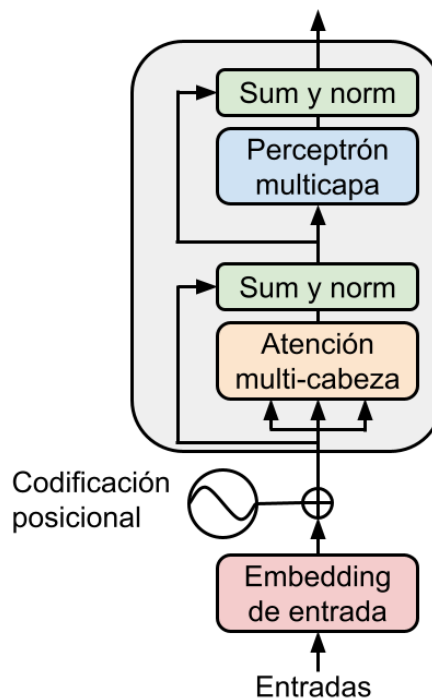 Sum y norm
Perceptrón
multicapa
Sum y norm
Atención
multi-cabeza
Codificación
posicional
Embedding
de entrada
Entradas